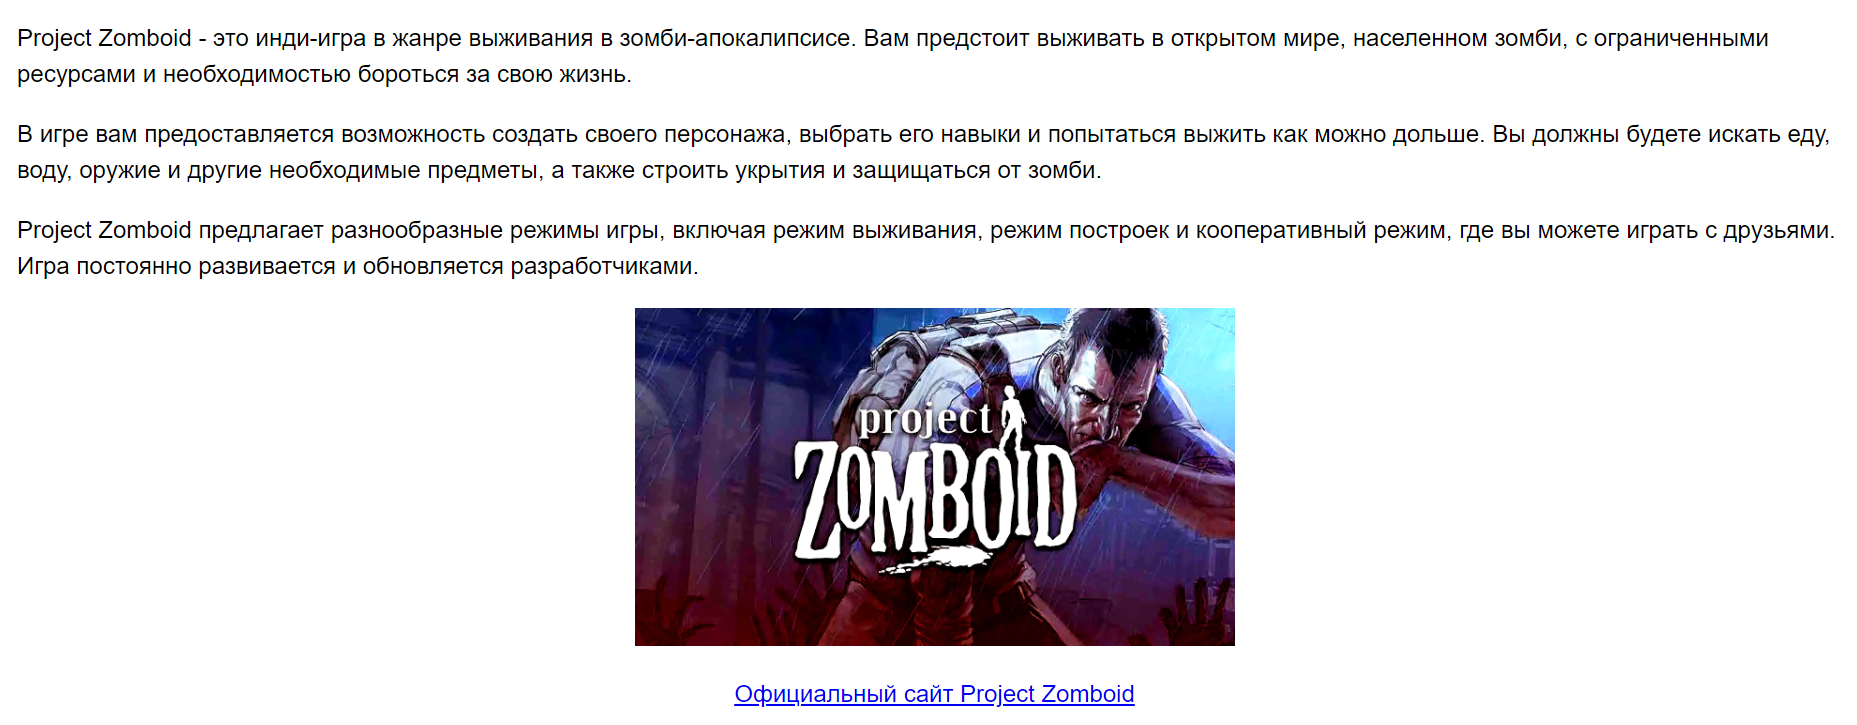 Project Zomboid - это инди-игра в жанре выживания в зомби-апокалипсисе. Вам предстоит выживать в открытом мире, населенном зомби, с ограниченными
ресурсами и необходимостью бороться за свою жизнь.
В игре вам предоставляется возможность создать своего персонажа, выбрать его навыки и попытаться выжить как можно дольше. Вы должны будете искать еду,
воду, оружие и другие необходимые предметы, а также строить укрытия и защищаться от зомби.
Project Zomboid предлагает разнообразные режимы игры, включая режим выживания, режим построек и кооперативный режим, где вы можете играть с друзьями.
Игра постоянно развивается и обновляется разработчиками.
project
ZOMBOID
Официальный сайт Project Zomboid